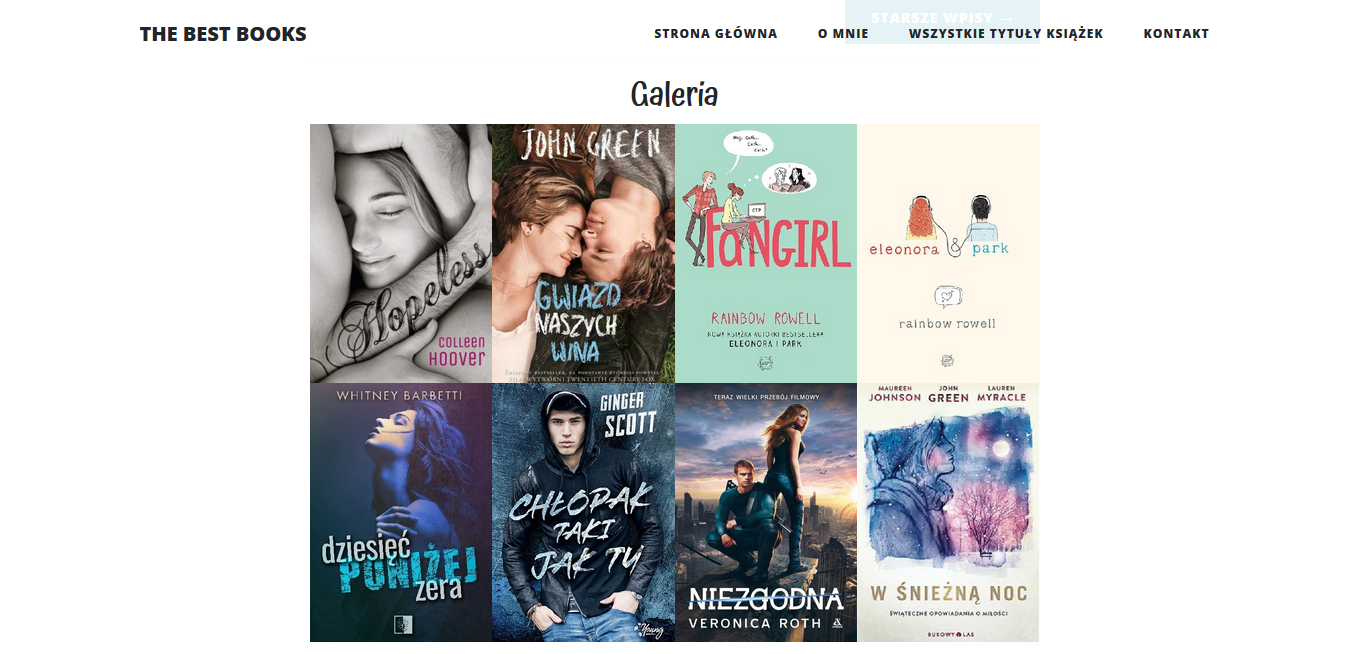 STARSZE WPISY →
THE BEST BOOKS
STRONA GŁÓWNA
O MNIE
WSZYSTKIE TYTUŁY KSIĄŻEK
KONTAKT
Galeria
Hopeless
COLLEEN
HOOVER
JOHN GREEN
GWIAZD
NASZYCH
WINA
FANGIRL
RAINBOW ROWELL
NOWA KSIĄŻKA AUTORKI BESTSELLERA
ELEONORA I PARK
eleonora & park
rainbow rowell
WHITNEY BARBETTI
dziesięć
PONIŻEJ
zera
GINGER
SCOTT
CHŁOPAK
TAKI
JAK TY
Young
TERAZ WIELKI PRZEBÓJ FILMOWY
NIEZGODNA
VERONICA ROTH
MAUREEN JOHNSON
JOHN GREEN
LAUREN MYRACLE
W ŚNIEŻNĄ NOC
ŚWIĄTECZNE OPOWIADANIA O MIŁOŚCI
BUKOWY LAS